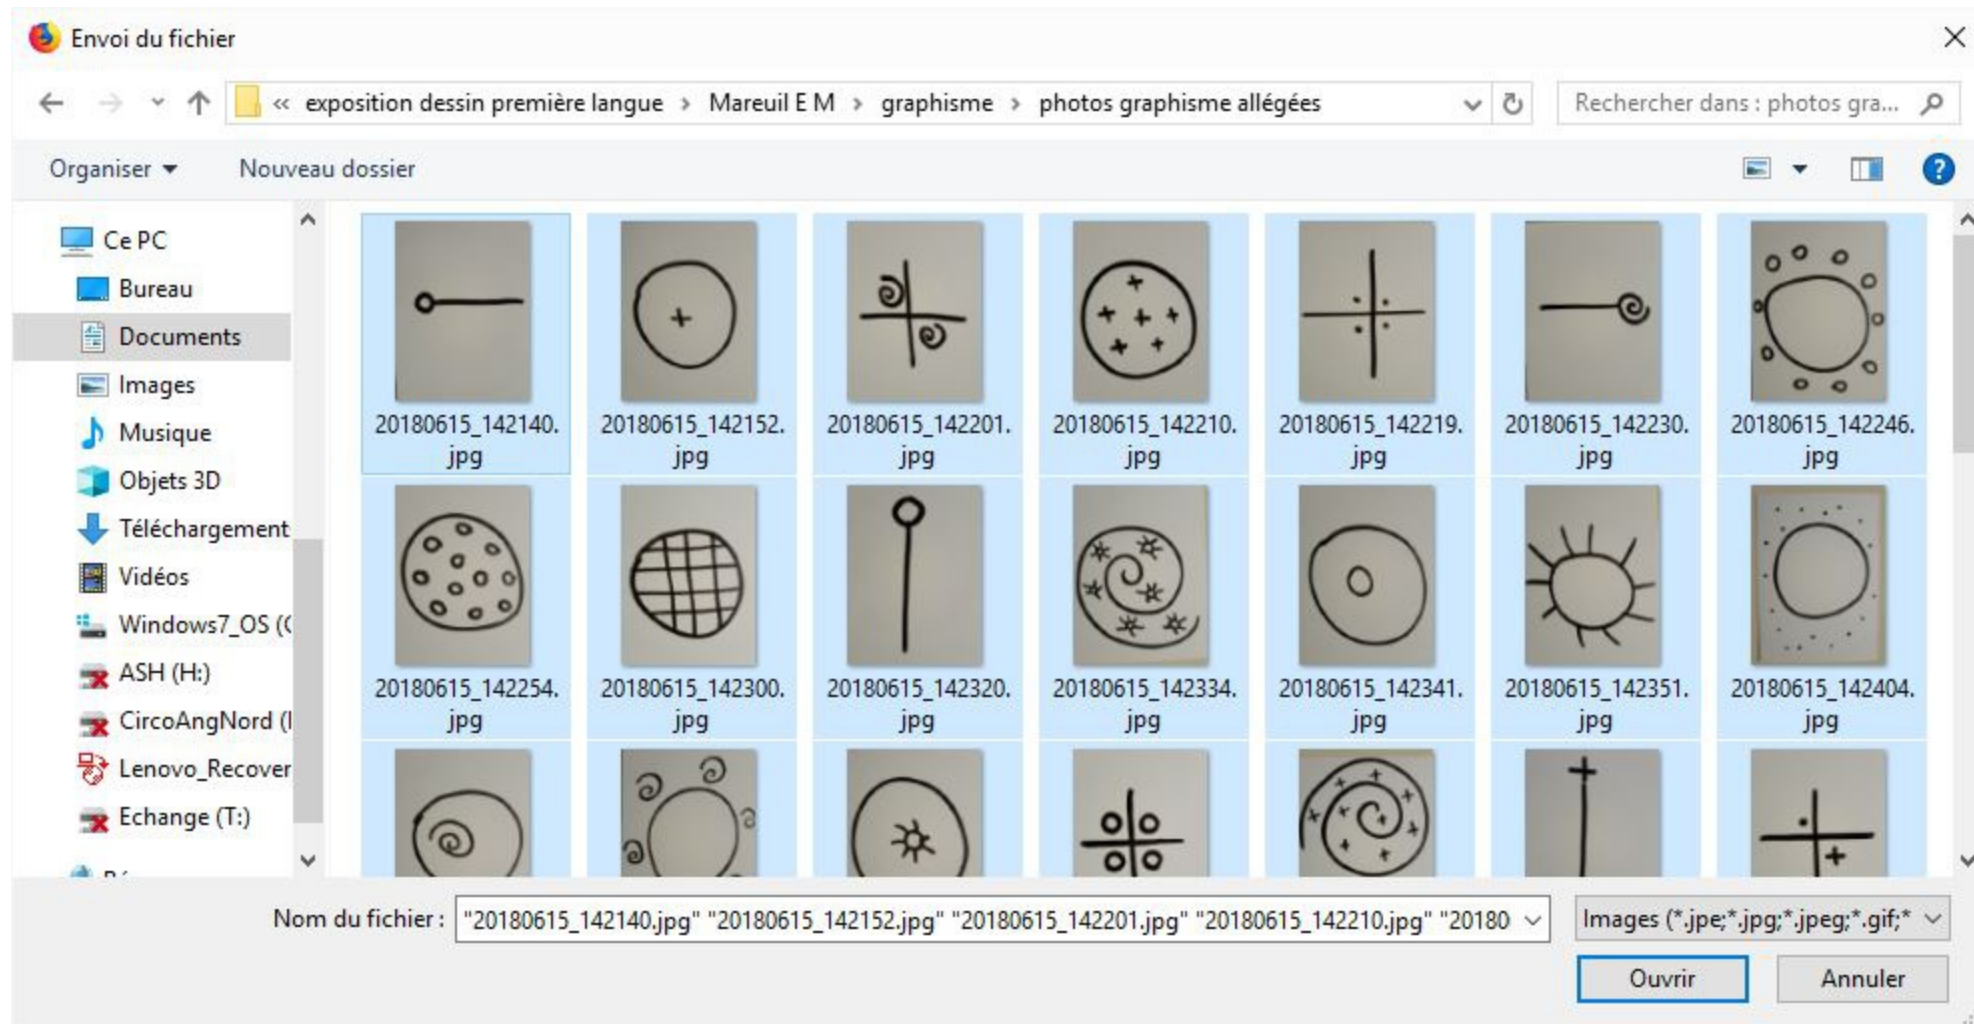 Envoi du fichier
« exposition dessin première langue > Mareuil E M > graphisme > photos graphisme allégées
Rechercher dans : photos gra...
Organiser
Nouveau dossier
?
Ce PC
Bureau
Documents
Images
Musique
Objets 3D
Téléchargement
Vidéos
Windows7_OS (C
ASH (H:)
CircoAngNord (I
Lenovo_Recover
Echange (T:)
20180615_142140.
jpg
20180615_142152.
jpg
20180615_142201.
jpg
20180615_142210.
jpg
20180615_142219.
jpg
20180615_142230.
jpg
20180615_142246.
jpg
20180615_142254.
jpg
20180615_142300.
jpg
20180615_142320.
jpg
20180615_142334.
jpg
20180615_142341.
jpg
20180615_142351.
jpg
20180615_142404.
jpg
Nom du fichier :
"20180615_142140.jpg" "20180615_142152.jpg" "20180615_142201.jpg" "20180615_142210.jpg" "20180
Images (*.jpe;*.jpg;*.jpeg;*.gif;*
Ouvrir
Annuler